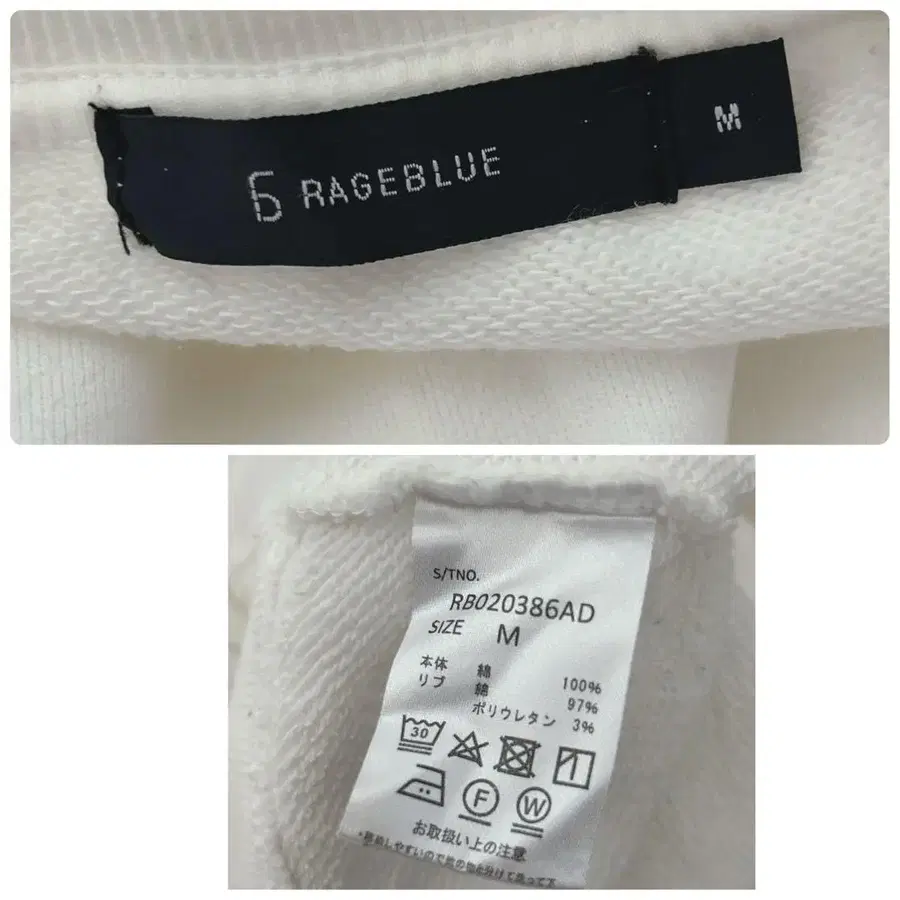 RAGEBLUE
M
S/TNO.
RB020386AD
SIZE M
本体 綿 100%
リブ 綿 97%
ポリウレタン 3%
30
F W
お取扱い上の注意